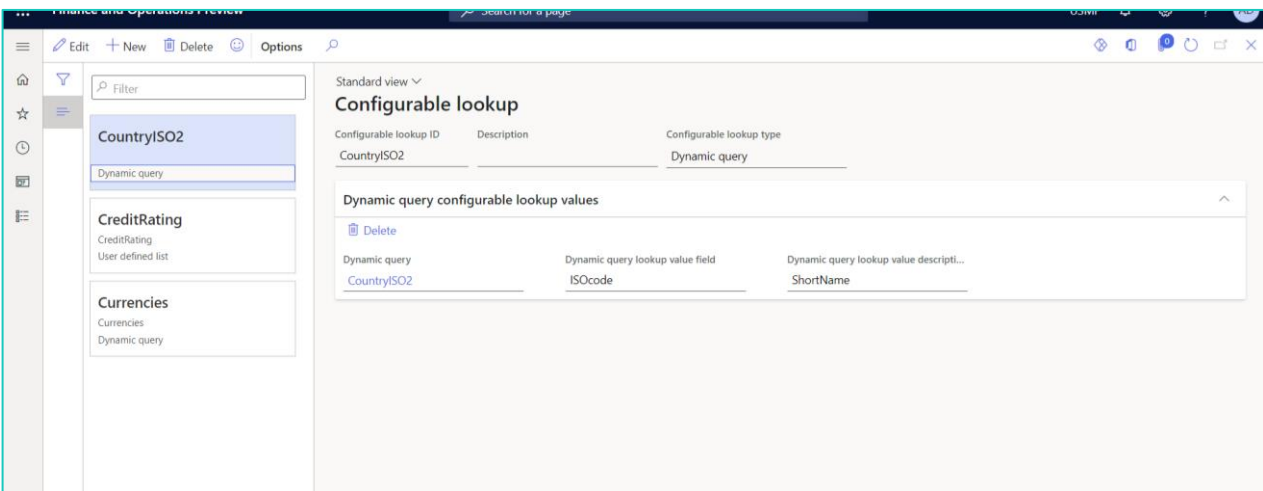 Finance and Operations Preview
Search for a page
USMF
?
Edit
New
Delete
Options
0
Filter
CountryISO2
Dynamic query
CreditRating
CreditRating
User defined list
Currencies
Currencies
Dynamic query
Standard view
Configurable lookup
Configurable lookup ID Description Configurable lookup type
CountryISO2 Dynamic query
Dynamic query configurable lookup values
Delete
Dynamic query Dynamic query lookup value field Dynamic query lookup value descripti...
CountryISO2 ISOcode ShortName